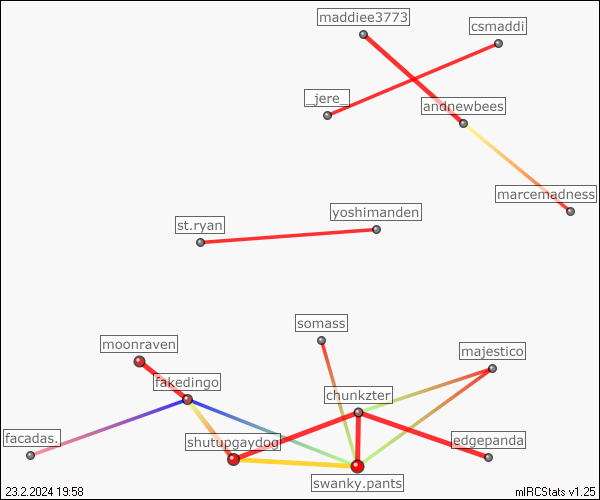 maddiee3773
csmaddi
_jere_
andnewbees
marcemadness
yoshimanden
st.ryan
somass
moonraven
majestico
fakedingo
chunkzter
facadas.
shutupgaydog
edgepanda
swanky.pants
23.2.2024 19:58
mIRCStats v1.25